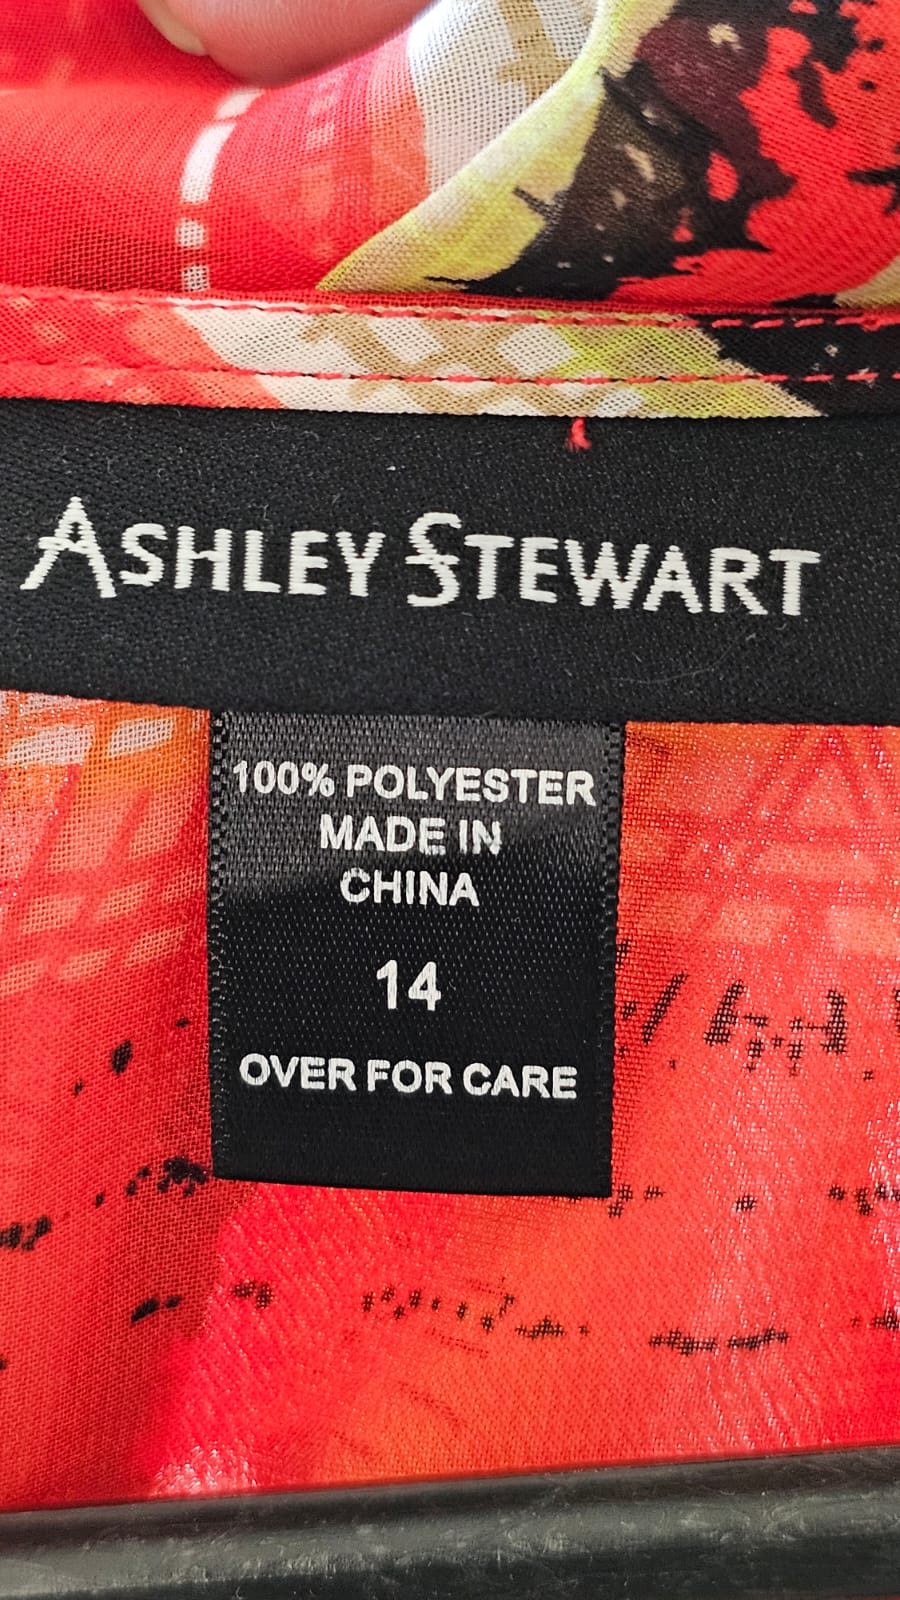 ASHLEY STEWART
100% POLYESTER
MADE IN
CHINA
14
OVER FOR CARE